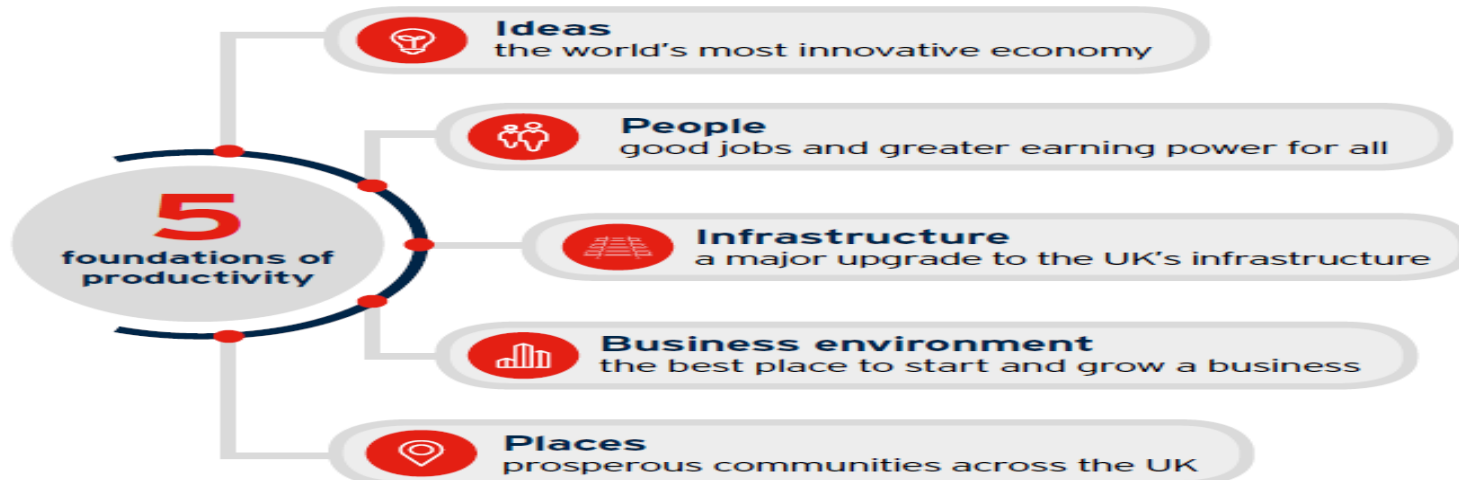 5
foundations of
productivity
Ideas
the world's most innovative economy
People
good jobs and greater earning power for all
Infrastructure
a major upgrade to the UK's infrastructure
Business environment
the best place to start and grow a business
Places
prosperous communities across the UK